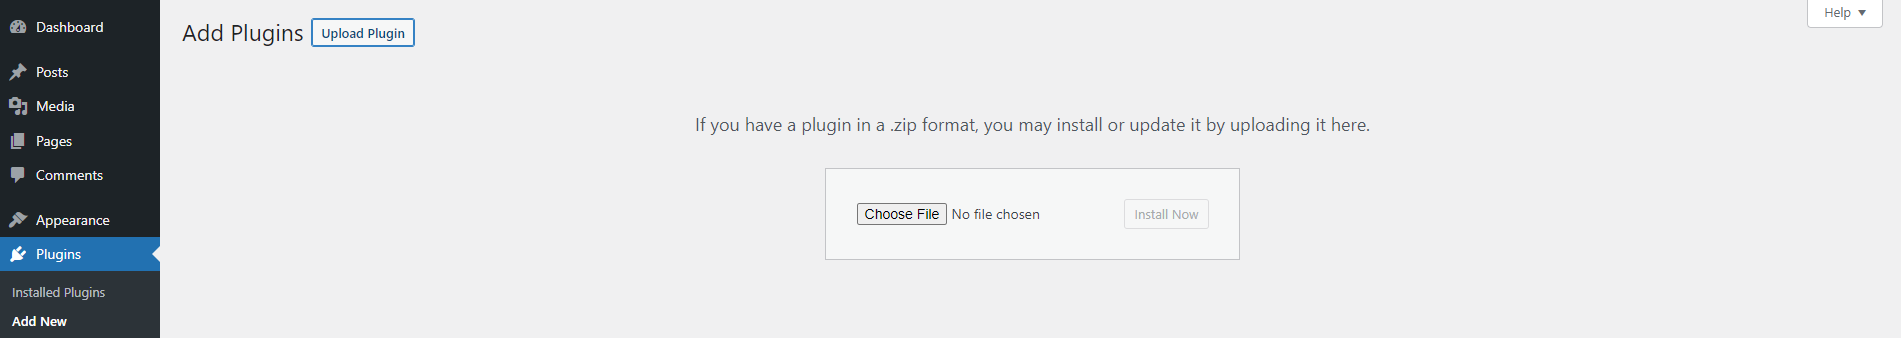 Dashboard
Posts
Media
Pages
Comments
Appearance
Plugins
Installed Plugins
Add New
Add Plugins
Upload Plugin
Help
If you have a plugin in a .zip format, you may install or update it by uploading it here.
Choose File No file chosen
Install Now